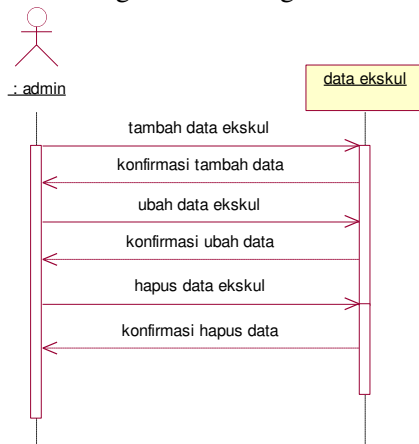 : admin
data ekskul
tambah data ekskul
konfirmasi tambah data
ubah data ekskul
konfirmasi ubah data
hapus data ekskul
konfirmasi hapus data